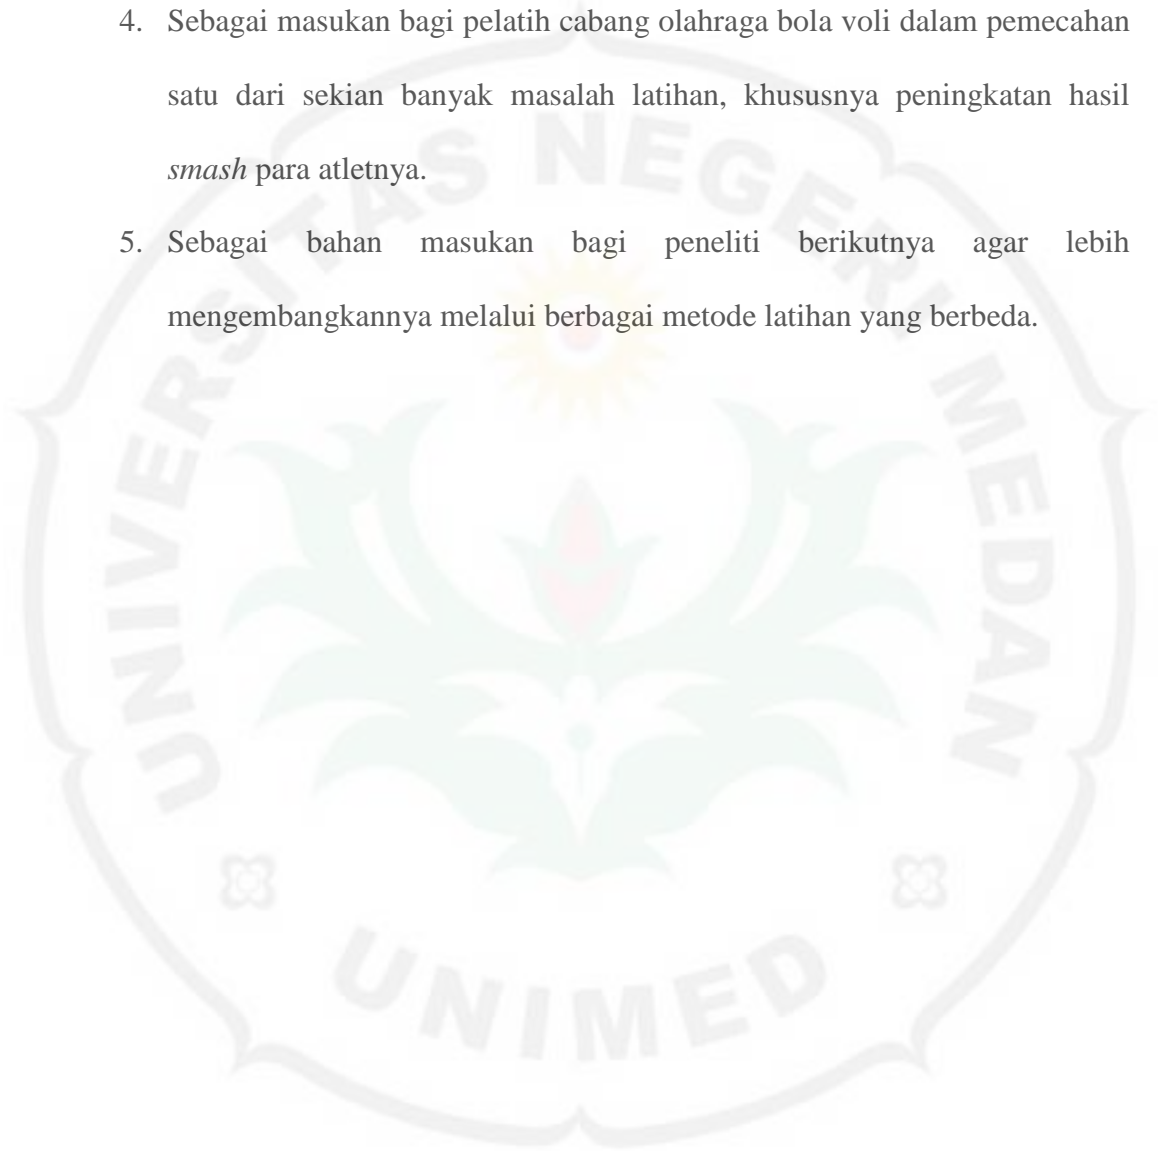 4. Sebagai masukan bagi pelatih cabang olahraga bola voli dalam pemecahan
satu dari sekian banyak masalah latihan, khususnya peningkatan hasil
smash para atletnya.
5. Sebagai bahan masukan bagi peneliti berikutnya agar lebih
mengembangkannya melalui berbagai metode latihan yang berbeda.
UNIVERSITAS NEGERI MEDAN
UNIMED